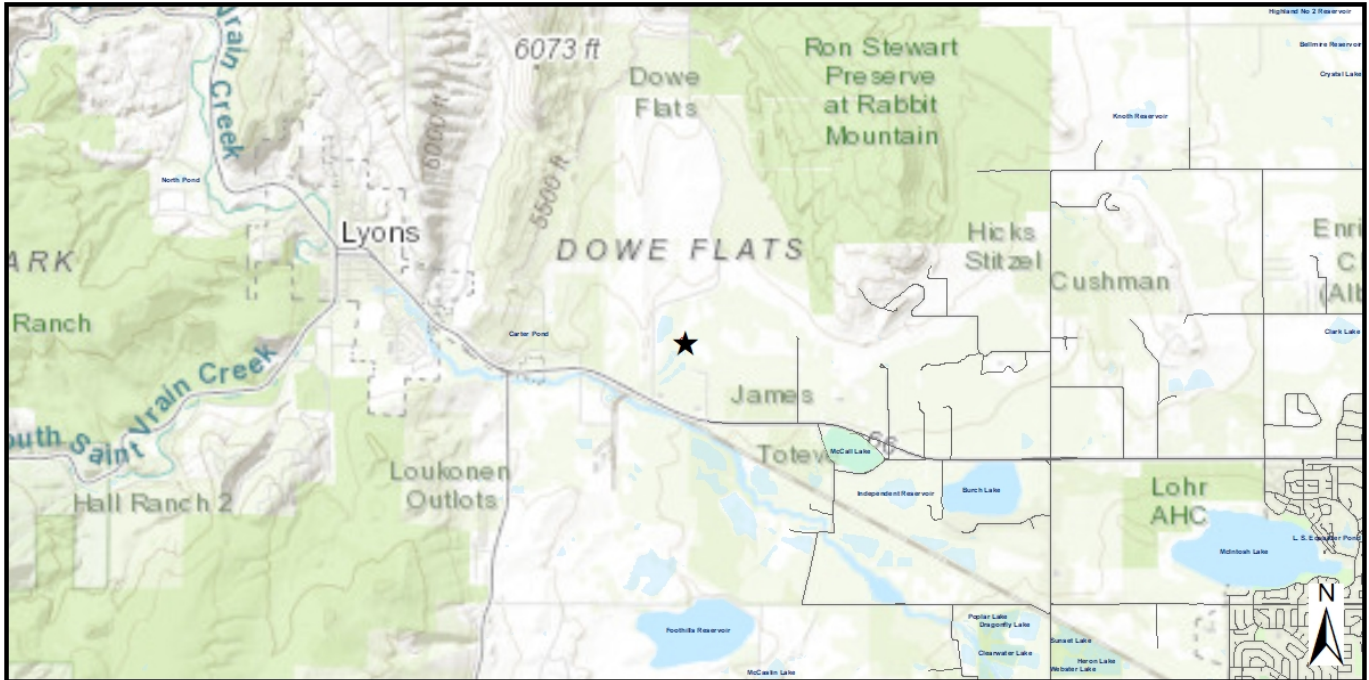 Highland No 2 Reservoir
Bellmire Reservoir
Crystal Lake
Vrain Creek
6073 ft
Dowe
Flats
Ron Stewart
Preserve
at Rabbit
Mountain
Knoth Reservoir
North Pond
6000 ft
5500 ft
Lyons
DOWE FLATS
Hicks
Stitzel
Cushman
Enri
C
(Alb
ARK
Ranch
Carter Pond
Clark Lake
South Saint Vrain Creek
James
66
Totev
McCall Lake
Loukonen
Outlots
Hall Ranch 2
Independent Reservoir
Burch Lake
Lohr
AHC
McIntosh Lake
N
Foothills Reservoir
Poplar Lake
Dragonfly Lake
Clearwater Lake
Sunset Lake
Heron Lake
Webster Lake
McCaslin Lake